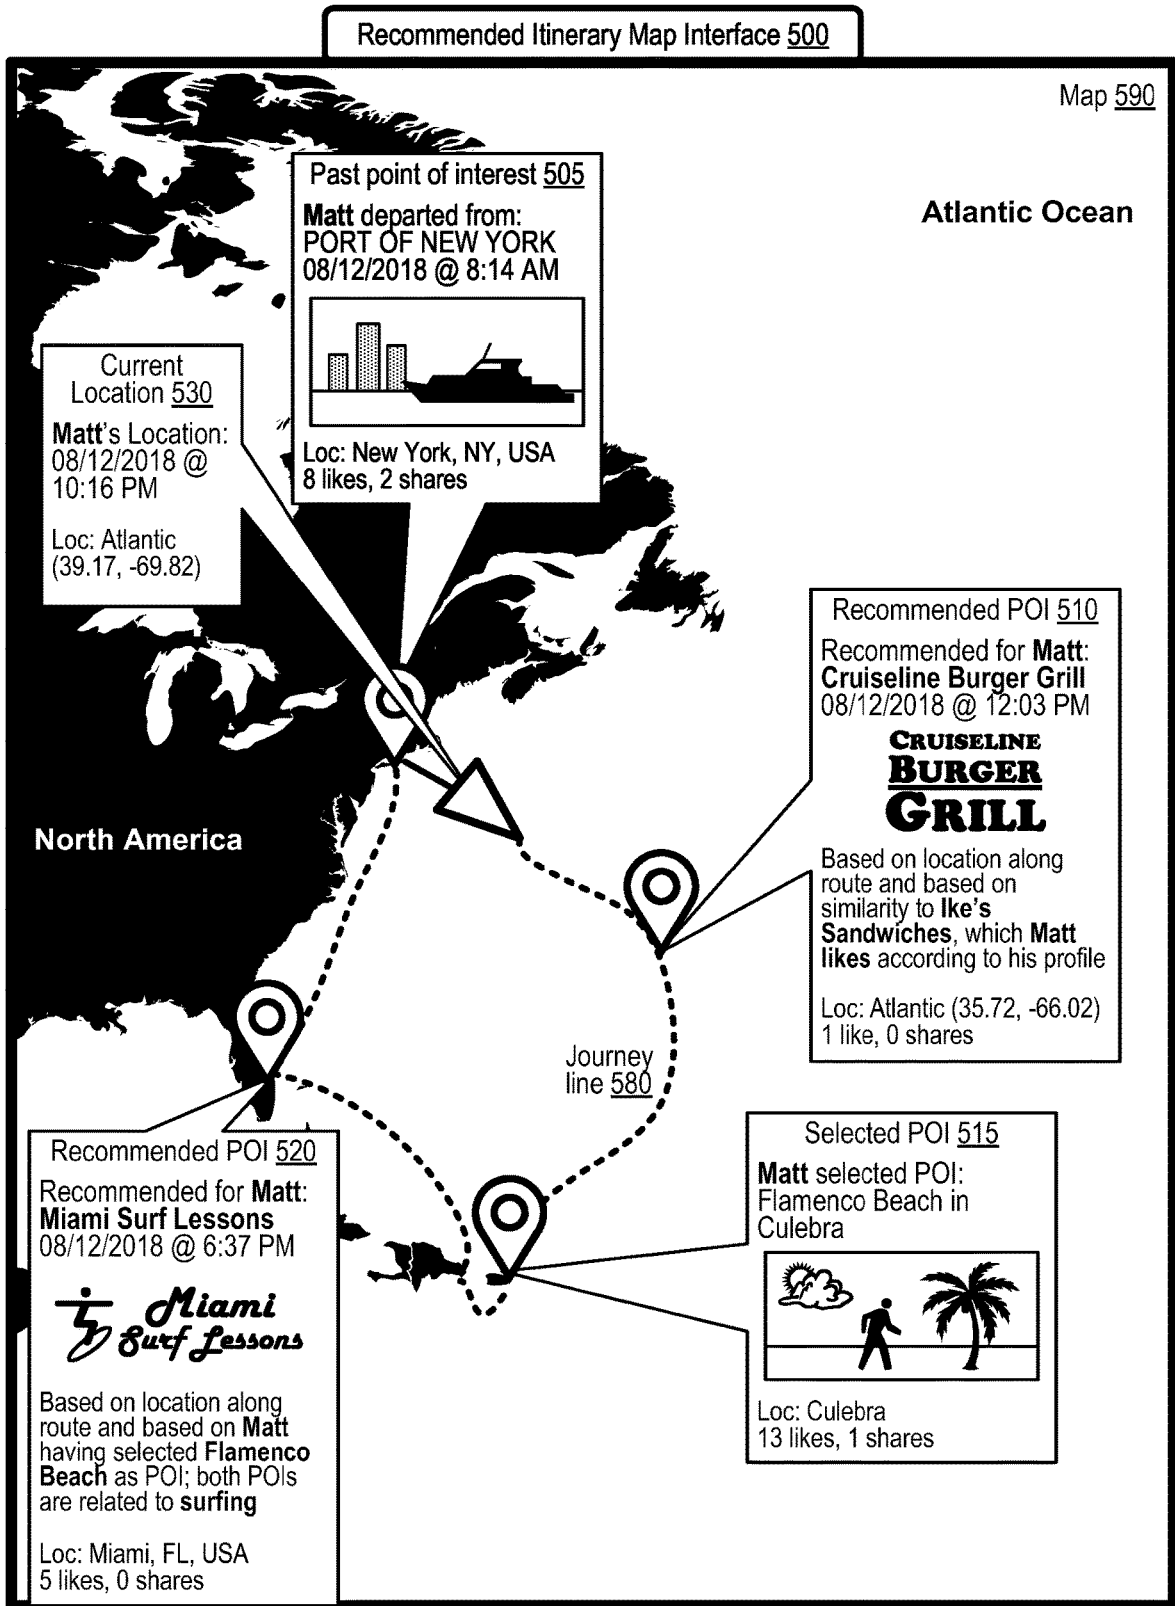 Recommended Itinerary Map Interface 500
Map 590
Atlantic Ocean
Past point of interest 505
Matt departed from:
PORT OF NEW YORK
08/12/2018 @ 8:14 AM
Loc: New York, NY, USA
8 likes, 2 shares
Current
Location 530
Matt's Location:
08/12/2018 @
10:16 PM
Loc: Atlantic
(39.17, -69.82)
Recommended POI 510
Recommended for Matt:
Cruiseline Burger Grill
08/12/2018 @ 12:03 PM
CRUISELINE
BURGER
GRILL
Based on location along
route and based on
similarity to Ike's
Sandwiches, which Matt
likes according to his profile
Loc: Atlantic (35.72, -66.02)
1 like, 0 shares
North America
Journey
line 580
Recommended POI 520
Recommended for Matt:
Miami Surf Lessons
08/12/2018 @ 6:37 PM
Miami
Surf Lessons
Based on location along
route and based on Matt
having selected Flamenco
Beach as POI; both POIs
are related to surfing
Loc: Miami, FL, USA
5 likes, 0 shares
Selected POI 515
Matt selected POI:
Flamenco Beach in
Culebra
Loc: Culebra
13 likes, 1 shares